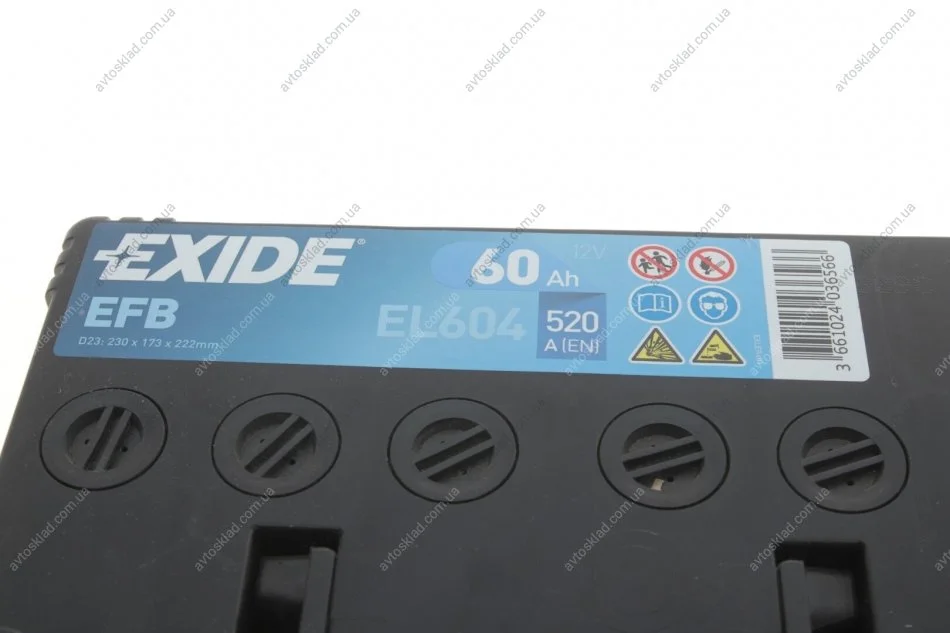 EXIDE®
EFB
D23: 230 x 173 x 222mm
60 Ah
12V
EL604
520
A (EN)
3 661024 036566
avtosklad.com.ua